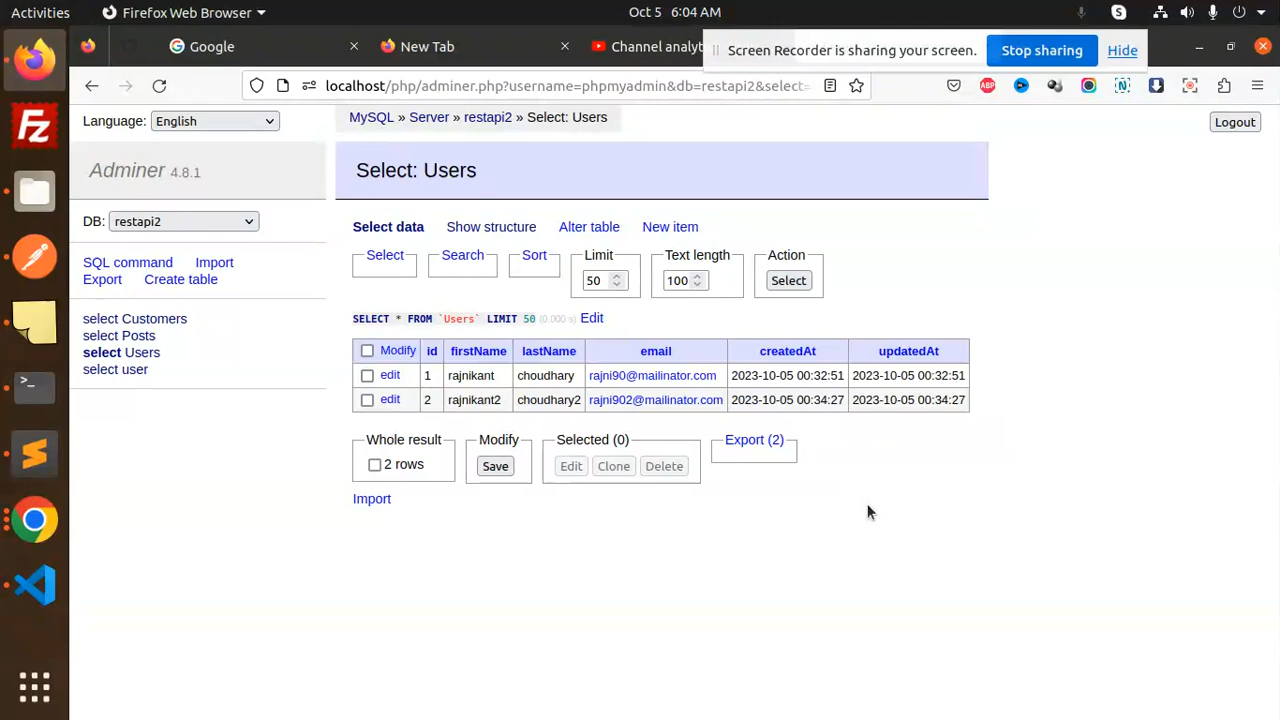 Activities Firefox Web Browser Oct 5 6:04 AM
Google New Tab Channel analyt
Screen Recorder is sharing your screen. Stop sharing Hide
localhost/php/adminer.php?username=phpmyadmin&db=restapi2&select=
Language: English
MySQL » Server » restapi2 » Select: Users
Logout
Adminer 4.8.1
Select: Users
DB: restapi2
Select data Show structure Alter table New item
SQL command Import
Export Create table
Select Search Sort Limit Text length Action
50 100 Select
select Customers
select Posts
select Users
select user
SELECT * FROM `Users` LIMIT 50 (0.000 s) Edit
Modify id firstName lastName email createdAt updatedAt
edit 1 rajnikant choudhary rajni90@mailinator.com 2023-10-05 00:32:51 2023-10-05 00:32:51
edit 2 rajnikant2 choudhary2 rajni902@mailinator.com 2023-10-05 00:34:27 2023-10-05 00:34:27
Whole result Modify Selected (0) Export (2)
2 rows Save Edit Clone Delete
Import